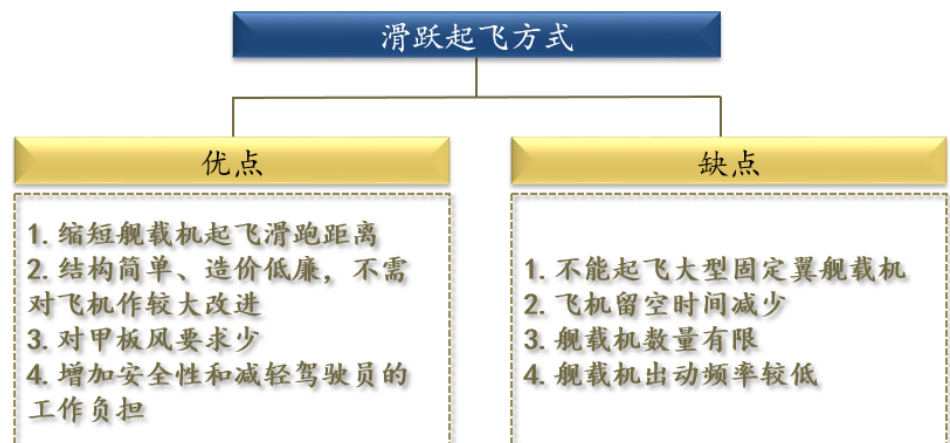 滑跃起飞方式
优点
1. 缩短舰载机起飞滑跑距离
2. 结构简单、造价低廉，不需
对飞机作较大改进
3. 对甲板风要求少
4. 增加安全性和减轻驾驶员的
工作负担
缺点
1. 不能起飞大型固定翼舰载机
2. 飞机留空时间减少
3. 舰载机数量有限
4. 舰载机出动频率较低